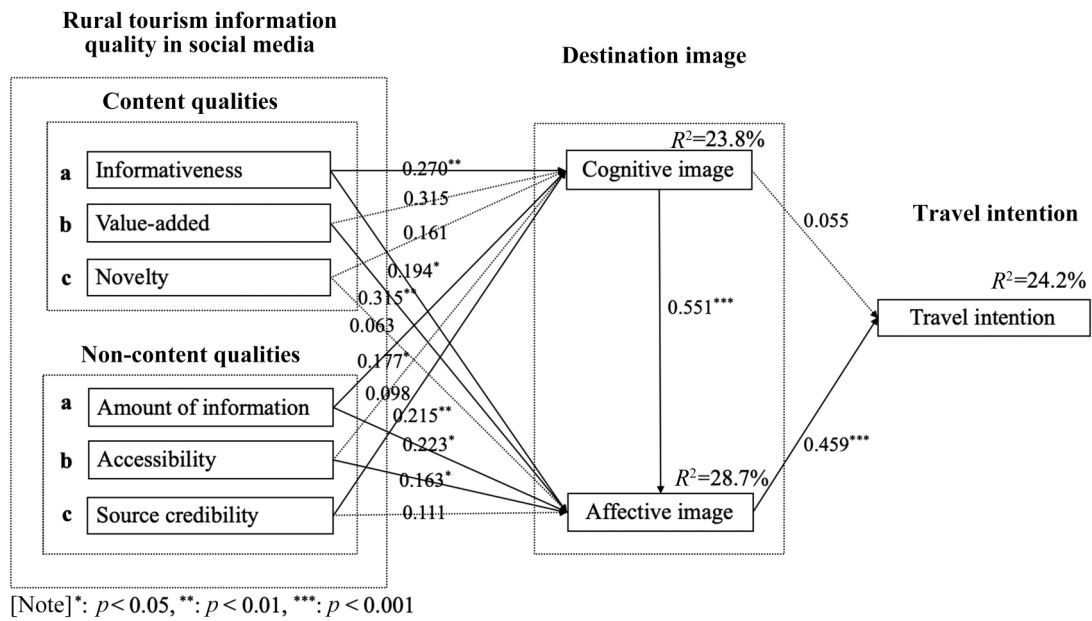 Rural tourism information
quality in social media
Destination image
Content qualities
R²=23.8%
a
Informativeness
0.270**
Cognitive image
0.315
b
Value-added
0.055
Travel intention
0.161
c
Novelty
0.194*
R²=24.2%
0.315**
0.551***
Travel intention
0.063
Non-content qualities
0.177*
0.098
a
Amount of information
0.215**
0.223*
0.459***
b
Accessibility
0.163*
R²=28.7%
c
Source credibility
0.111
Affective image
[Note]*: p < 0.05, **: p < 0.01, ***: p < 0.001